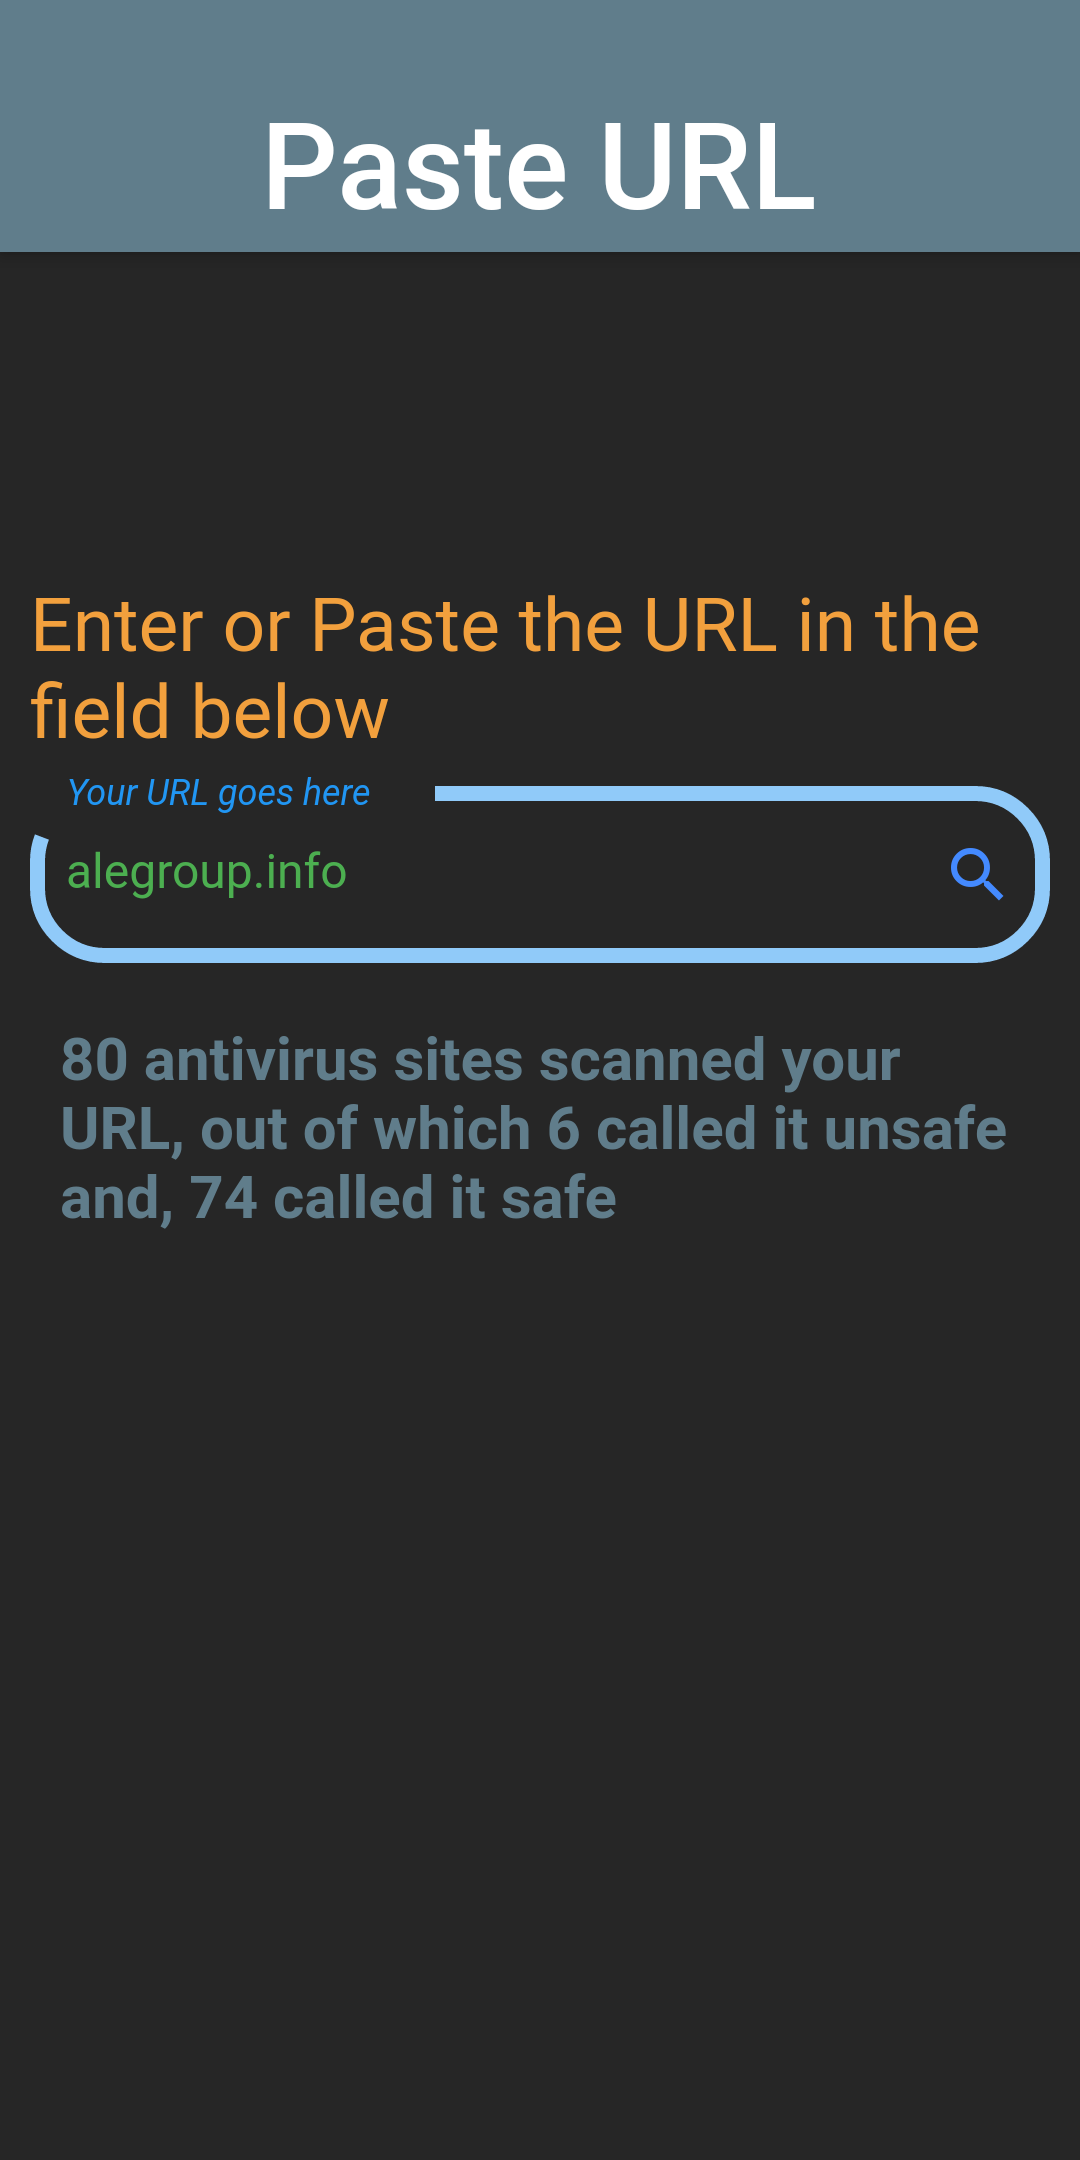 Paste URL
Enter or Paste the URL in the
field below
Your URL goes here
alegroup.info
80 antivirus sites scanned your
URL, out of which 6 called it unsafe
and, 74 called it safe